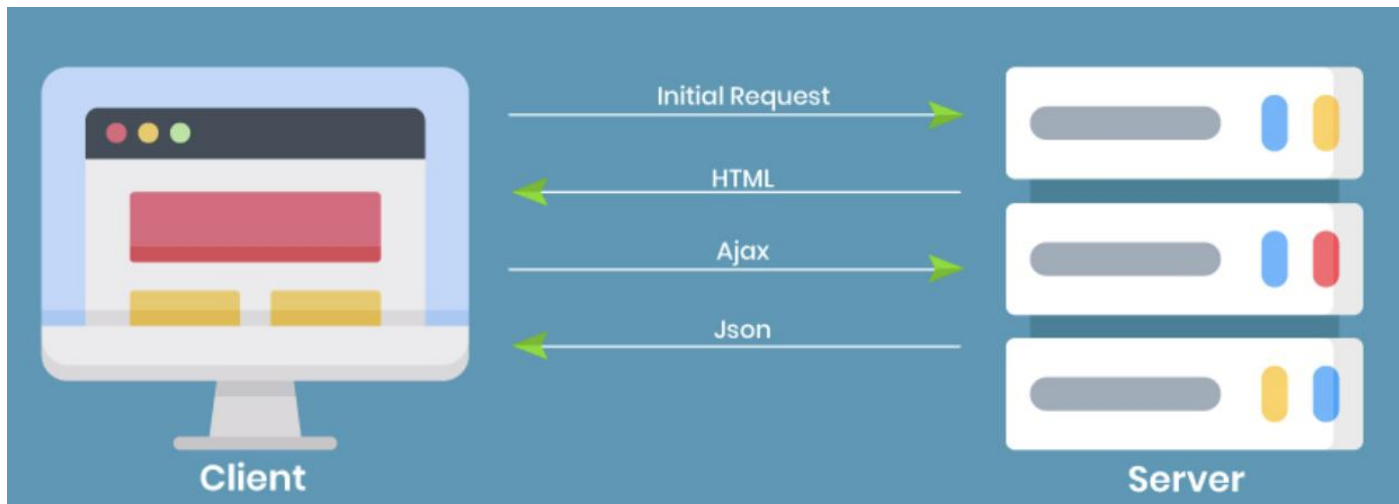 Initial Request
HTML
Ajax
Json
Client
Server